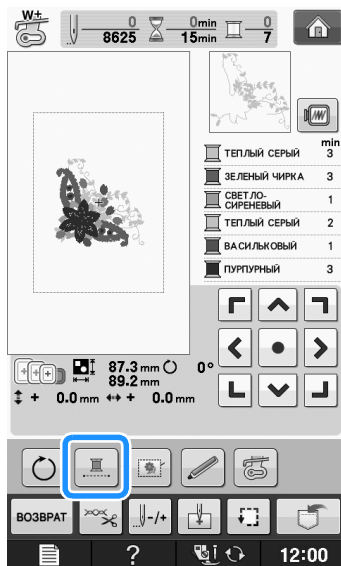 W+
0
8625
0min
15min
0
7
min
ТЕПЛЫЙ СЕРЫЙ 3
ЗЕЛЕНЫЙ ЧИРКА 3
СВЕТЛО-
СИРЕНЕВЫЙ 1
ТЕПЛЫЙ СЕРЫЙ 2
ВАСИЛЬКОВЫЙ 1
ПУРПУРНЫЙ 3
87.3 mm 0°
89.2 mm
+ 0.0 mm + 0.0 mm
ВОЗВРАТ -/+
? 12:00